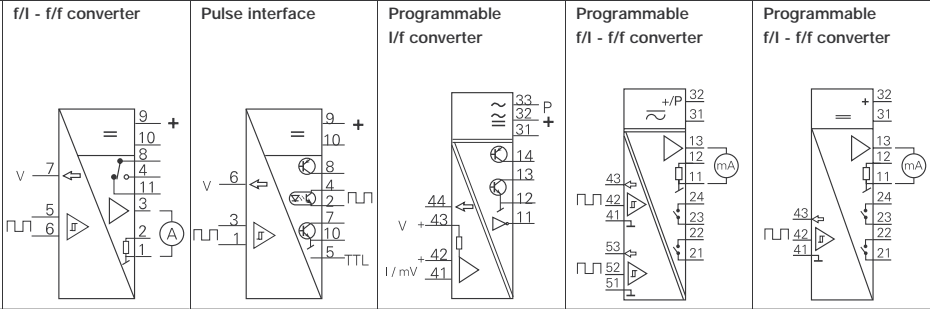 f/I - f/f converter
9 +
10
8
7 4
V
11
3
5
6
A
2
1
Pulse interface
9 +
10
8
6 4
V
2
7
3
1
10
5 TTL
Programmable
I/f converter
33 P
32 +
31
14
13
44 12
V + 43 11
+ 42
I / mV 41
Programmable
f/I - f/f converter
+/P 32
31
13
12
mA
43 11
42 24
41 23
53 22
52 21
51
Programmable
f/I - f/f converter
+ 32
31
13
12
mA
11
24
43 23
42 22
41 21